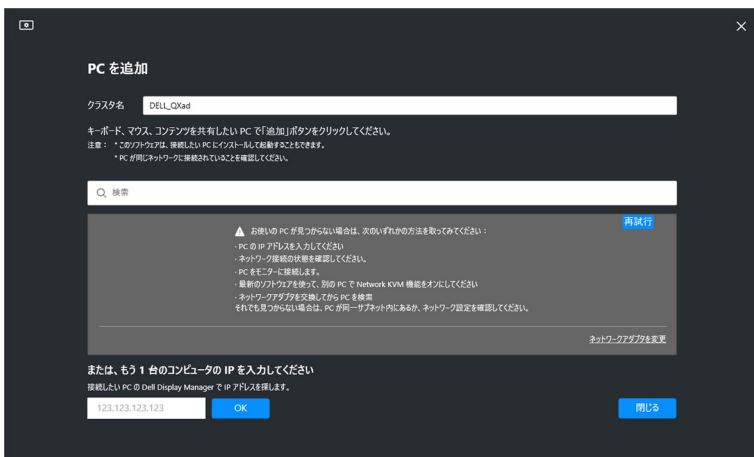 PC を追加
クラスタ名 DELL_QXad
キーボード、マウス、コンテンツを共有したい PC で「追加」ボタンをクリックしてください。
注意： * このソフトウェアは、接続したい PC にインストールして起動することもできます。
* PC が同じネットワークに接続されていることを確認してください。
検索
お使いの PC が見つからない場合は、次のいずれかの方法を取ってみてください： 再試行
· PC の IP アドレスを入力してください
· ネットワーク接続の状態を確認してください。
· PC をモニターに接続します。
· 最新のソフトウェアを使って、別の PC で Network KVM 機能をオンにしてください
· ネットワークアダプタを交換してから PC を検索
それでも見つからない場合は、PC が同一サブネット内にあるか、ネットワーク設定を確認してください。
ネットワークアダプタを変更
または、もう 1 台のコンピュータの IP を入力してください
接続したい PC の Dell Display Manager で IP アドレスを探します。
123.123.123.123 OK 閉じる